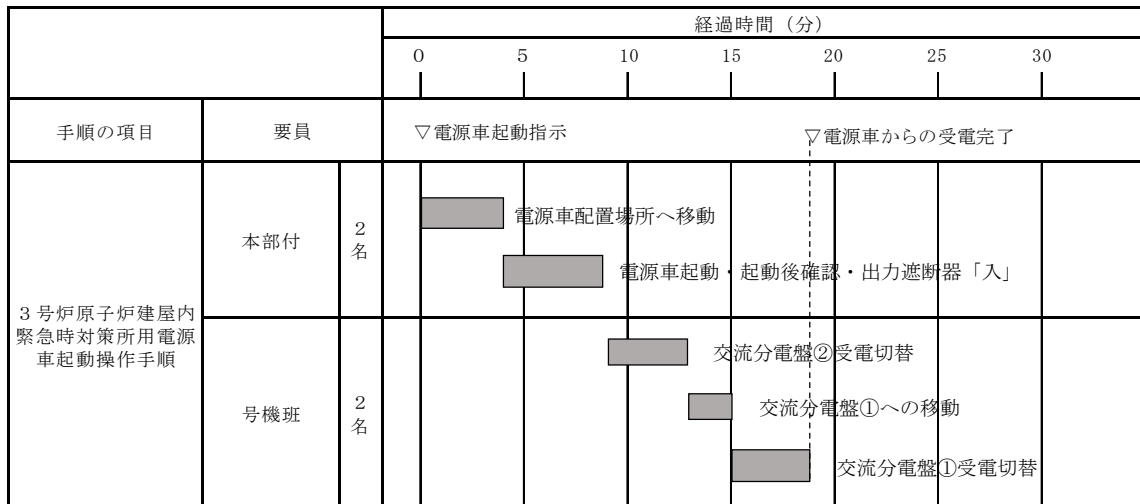 経過時間（分）
0 5 10 15 20 25 30
手順の項目 要員 ▽電源車起動指示 ▽電源車からの受電完了
電源車配置場所へ移動
本部付 2名
電源車起動・起動後確認・出力遮断器「入」
3号炉原子炉建屋内
緊急時対策所用電源
車起動操作手順
交流分電盤②受電切替
号機班 2名
交流分電盤①への移動
交流分電盤①受電切替